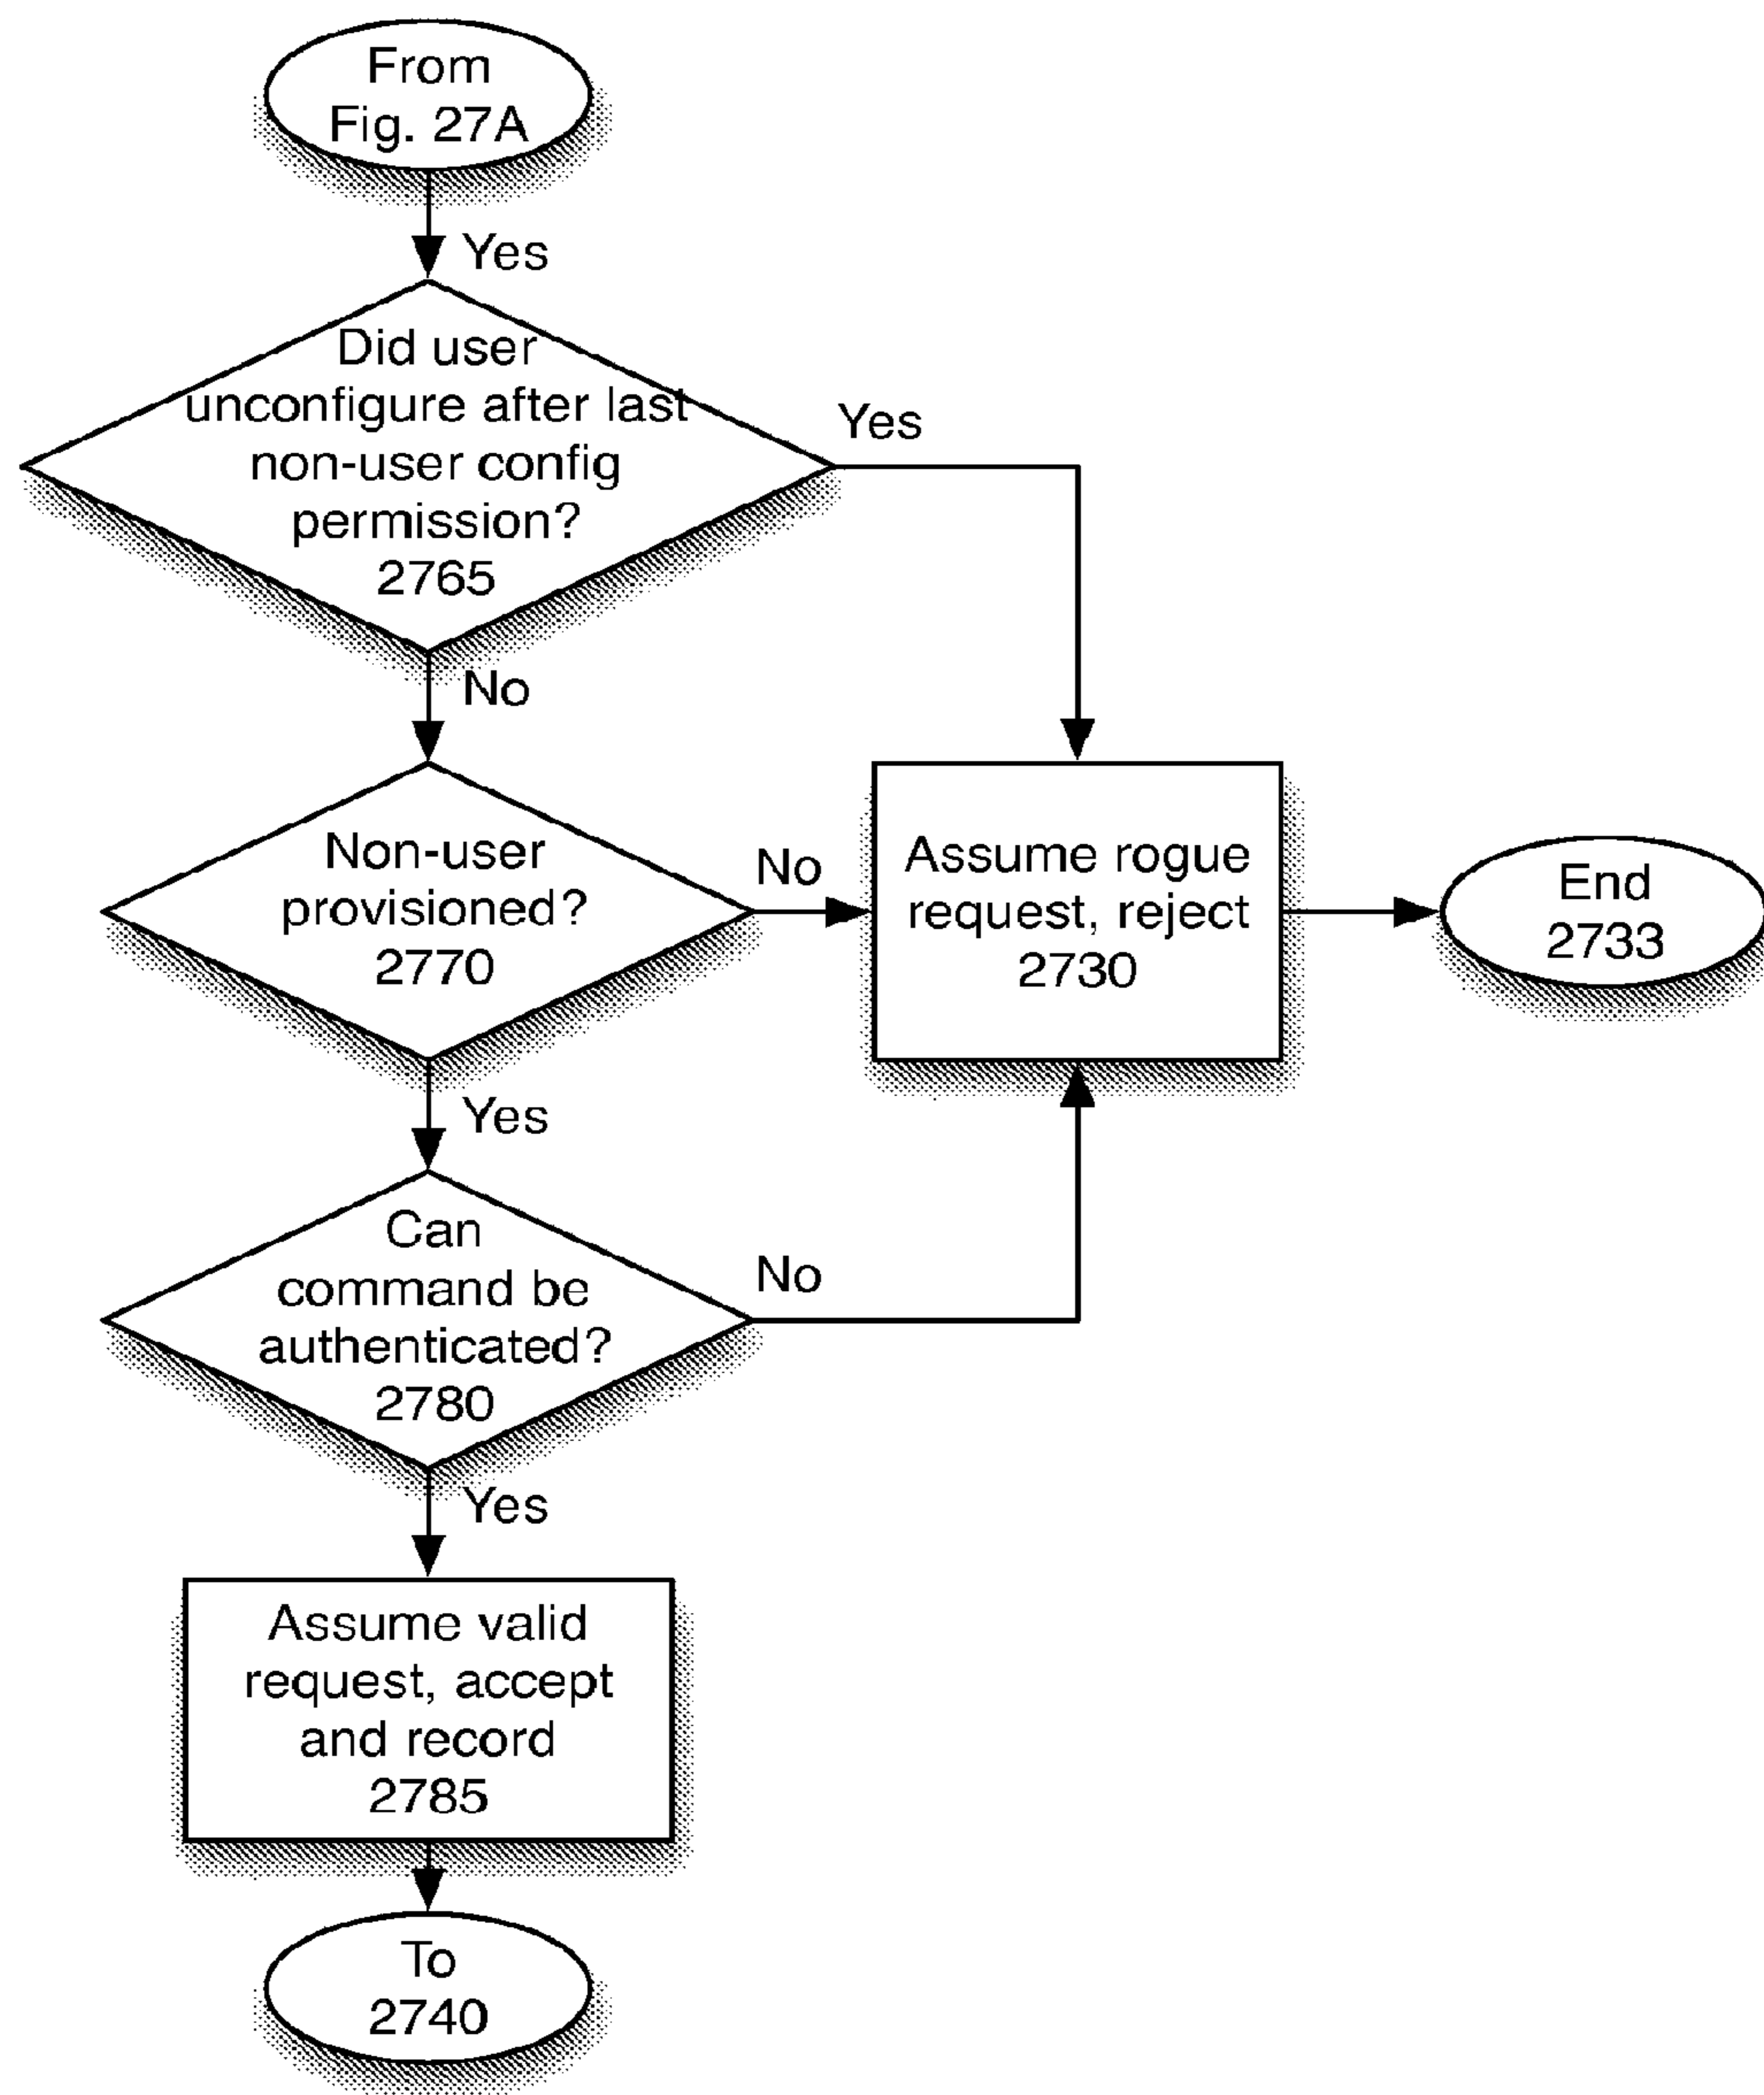 From
Fig. 27A
Yes
Did user
unconfigure after last
non-user config
permission?
2765
Yes
No
Non-user
provisioned?
2770
No
Assume rogue
request, reject
2730
End
2733
Yes
Can
command be
authenticated?
2780
No
Yes
Assume valid
request, accept
and record
2785
To
2740